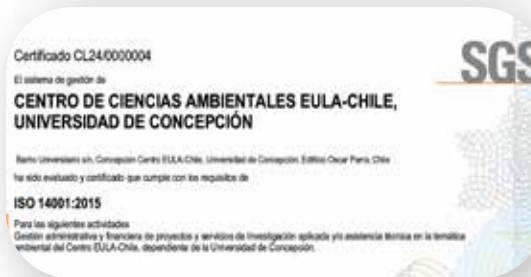 Certificado CL24/0000004
SGS
El sistema de gestión de
CENTRO DE CIENCIAS AMBIENTALES EULA-CHILE,
UNIVERSIDAD DE CONCEPCIÓN
Barrio Universitario s/n, Concepción Centro EULA-Chile, Universidad de Concepción, Edificio Oscar Parra, Chile
ha sido evaluado y certificado que cumple con los requisitos de
ISO 14001:2015
Para las siguientes actividades
Gestión administrativa y financiera de proyectos y servicios de investigación aplicada y/o asistencia técnica en la temática
ambiental del Centro EULA-Chile, dependiente de la Universidad de Concepción.